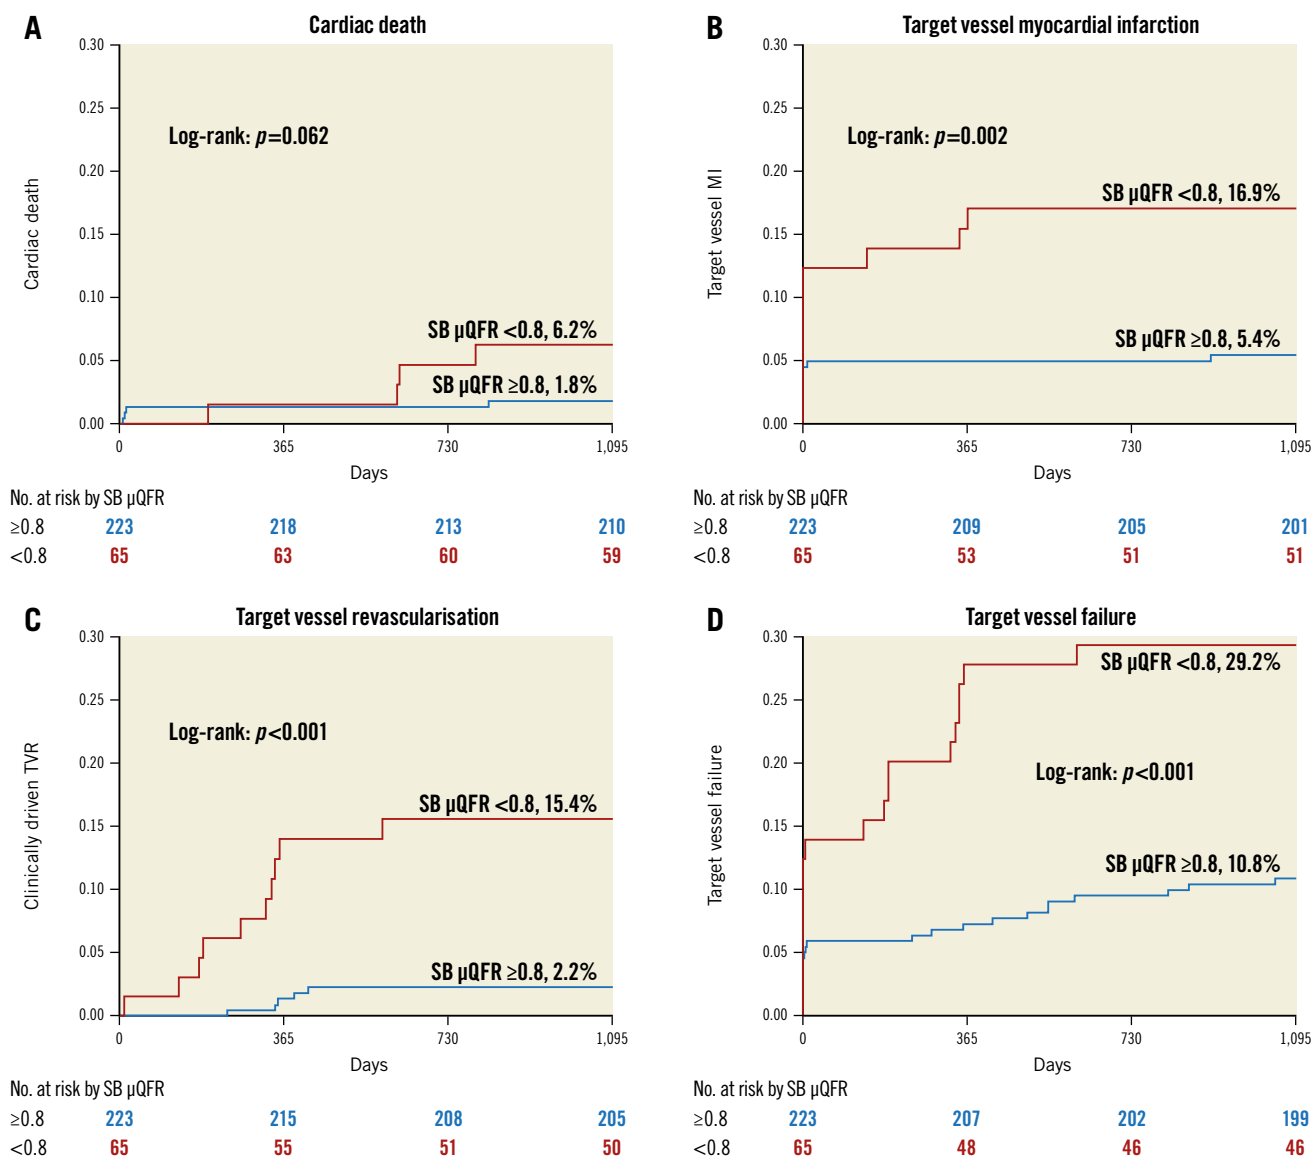 A
Cardiac death
0.30
0.25
0.20
0.15
0.10
0.05
0.00
Cardiac death
Log-rank: p=0.062
SB µQFR <0.8, 6.2%
SB µQFR ≥0.8, 1.8%
0 365 730 1,095
Days
No. at risk by SB µQFR
≥0.8 223 218 213 210
<0.8 65 63 60 59
B
Target vessel myocardial infarction
0.30
0.25
0.20
0.15
0.10
0.05
0.00
Target vessel MI
Log-rank: p=0.002
SB µQFR <0.8, 16.9%
SB µQFR ≥0.8, 5.4%
0 365 730 1,095
Days
No. at risk by SB µQFR
≥0.8 223 209 205 201
<0.8 65 53 51 51
C
Target vessel revascularisation
0.30
0.25
0.20
0.15
0.10
0.05
0.00
Clinically driven TVR
Log-rank: p<0.001
SB µQFR <0.8, 15.4%
SB µQFR ≥0.8, 2.2%
0 365 730 1,095
Days
No. at risk by SB µQFR
≥0.8 223 215 208 205
<0.8 65 55 51 50
D
Target vessel failure
0.30
0.25
0.20
0.15
0.10
0.05
0.00
Target vessel failure
SB µQFR <0.8, 29.2%
Log-rank: p<0.001
SB µQFR ≥0.8, 10.8%
0 365 730 1,095
Days
No. at risk by SB µQFR
≥0.8 223 207 202 199
<0.8 65 48 46 46